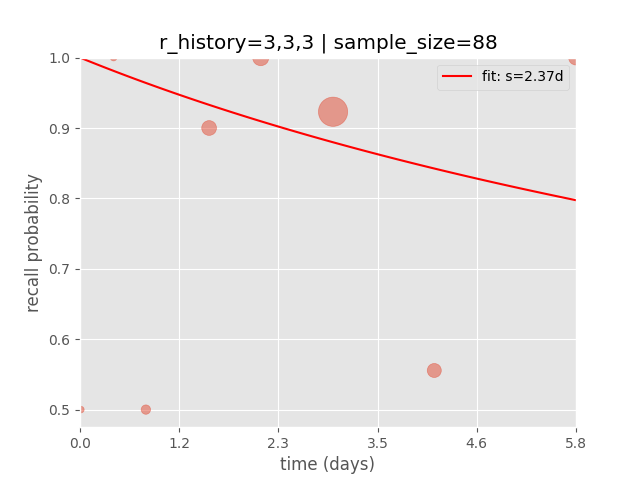 r_history=3,3,3 | sample_size=88
fit: s=2.37d
recall probability
1.0
0.9
0.8
0.7
0.6
0.5
0.0 1.2 2.3 3.5 4.6 5.8
time (days)